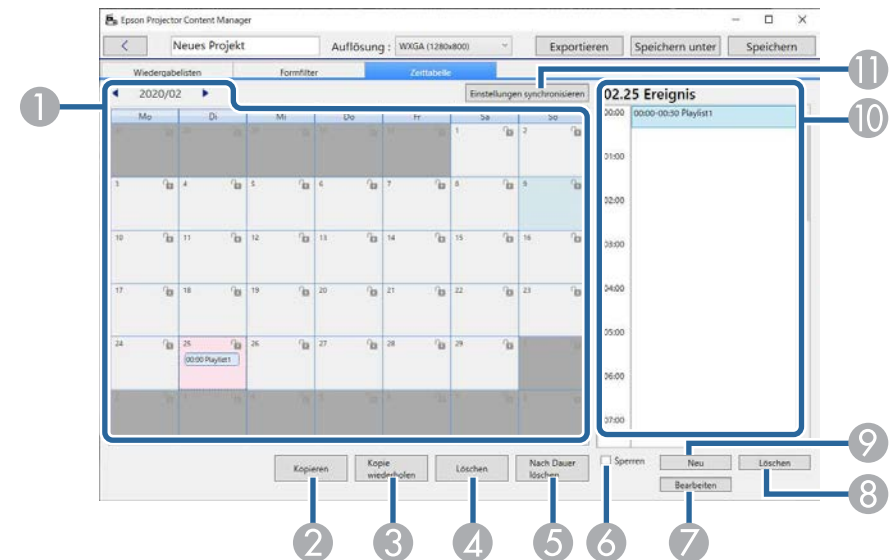 Epson Projector Content Manager
Neues Projekt
Auflösung :
WXGA (1280x800)
Exportieren
Speichern unter
Speichern
Wiedergabelisten
Formfilter
Zeittabelle
2020/02
Einstellungen synchronisieren
Mo Di Mi Do Fr Sa So
1 2
3 4 5 6 7 8 9
10 11 12 13 14 15 16
17 18 19 20 21 22 23
24 25 26 27 28 29
00:00 Playlist1
02.25 Ereignis
00:00 00:00-00:30 Playlist1
01:00
02:00
03:00
04:00
05:00
06:00
07:00
Kopieren
Kopie
wiederholen
Löschen
Nach Dauer
löschen
Sperren
Neu
Löschen
Bearbeiten
1
11
10
9
8
2 3 4 5 6 7